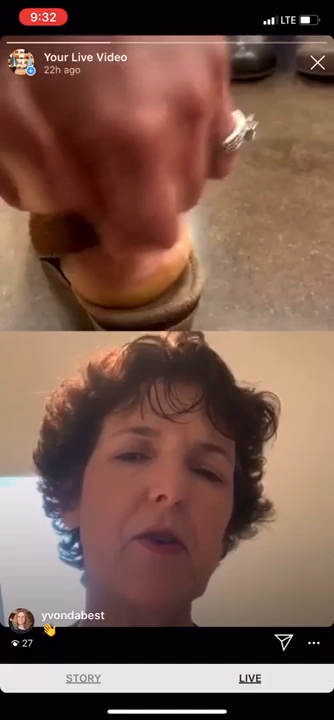 9:32
LTE
Your Live Video
22h ago
yvondabest
👋
27
STORY
LIVE